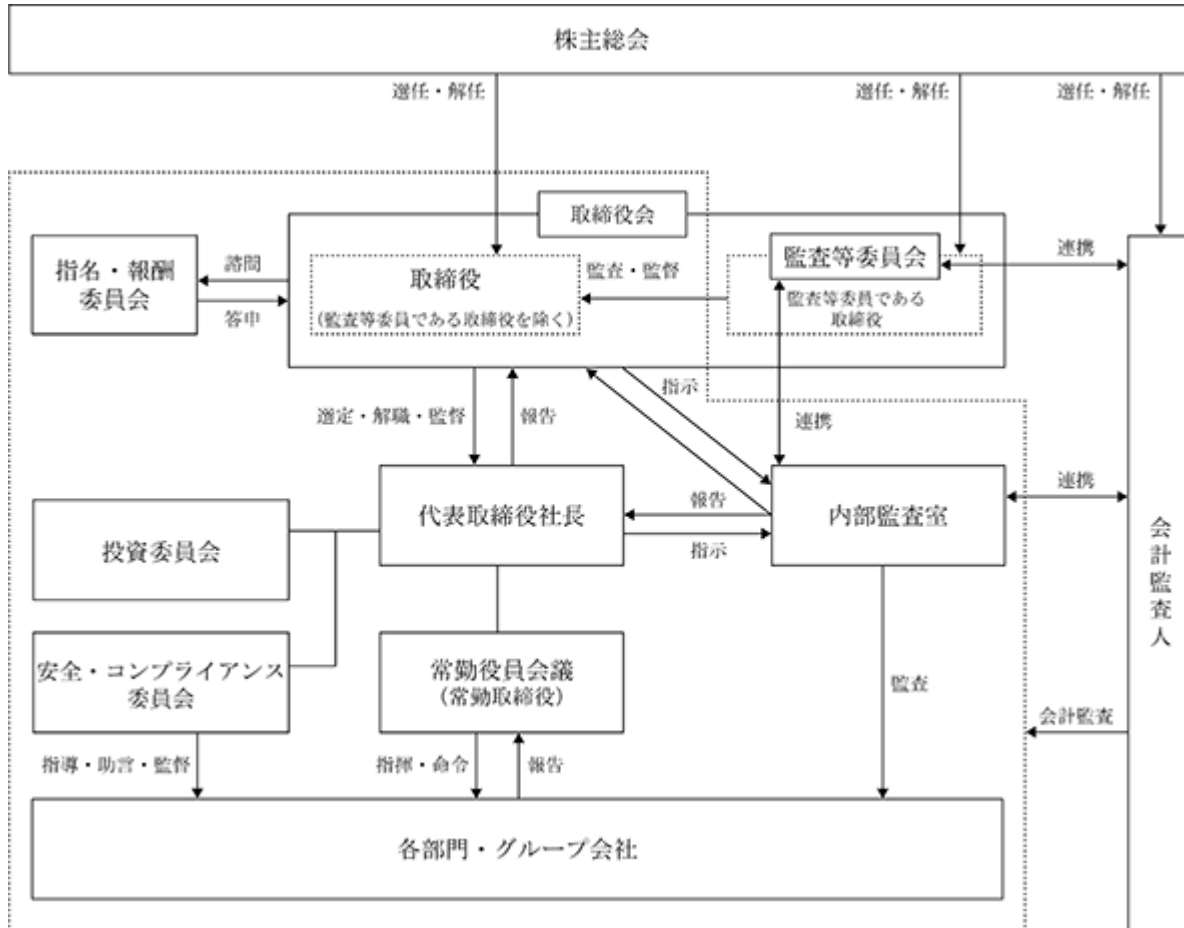 株主総会
選任・解任
選任・解任
選任・解任
取締役会
指名・報酬
委員会
諮問
答申
取締役
(監査等委員である取締役を除く)
監査・監督
監査等委員会
監査等委員である
取締役
連携
選定・解職・監督
報告
指示
連携
代表取締役社長
報告
指示
内部監査室
連携
会計監査人
投資委員会
安全・コンプライアンス
委員会
常勤役員会議
(常勤取締役)
監査
会計監査
指導・助言・監督
指揮・命令
報告
各部門・グループ会社